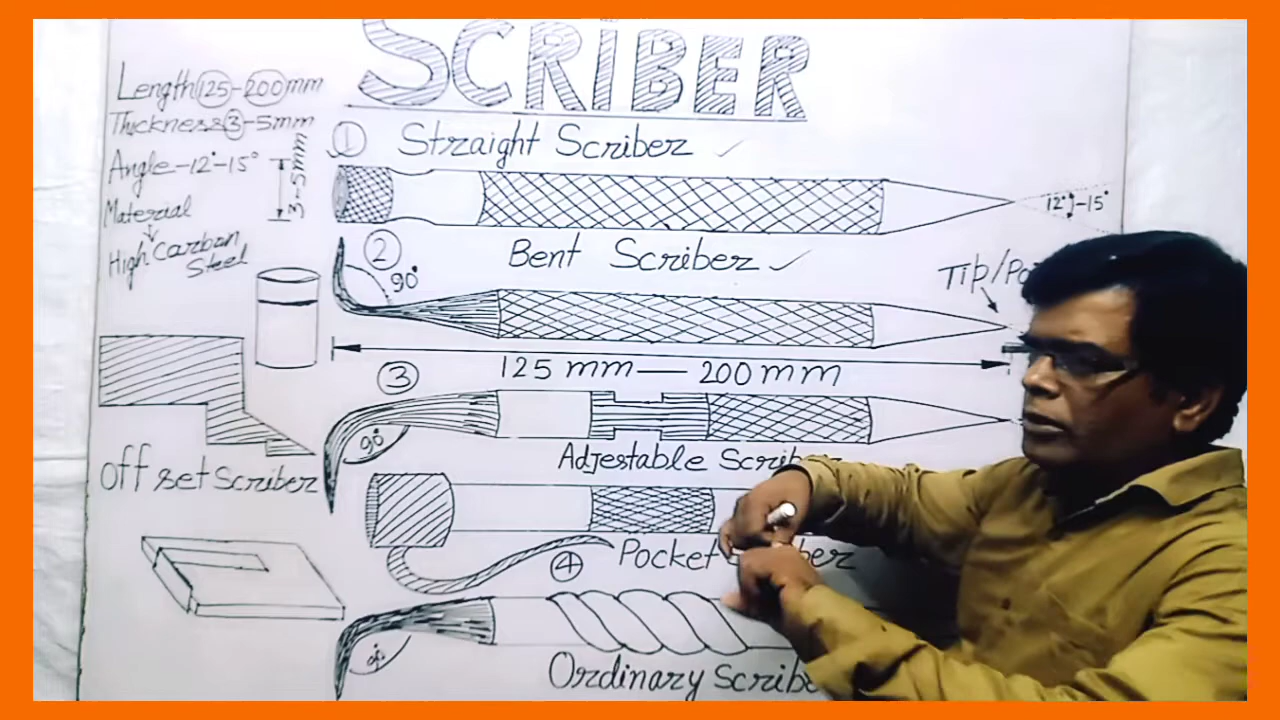 SCRIBER
Length 125-200mm
Thickness 3-5mm
Angle-12°-15°
3-5mm
Material
High Carbon
Steel
1 Straight Scriber
12° -15°
2 Bent Scriber
90°
Tip/
125 mm — 200 mm
3
90°
Adjestable
Off set Scriber
4 Pocket
90°
Ordinary